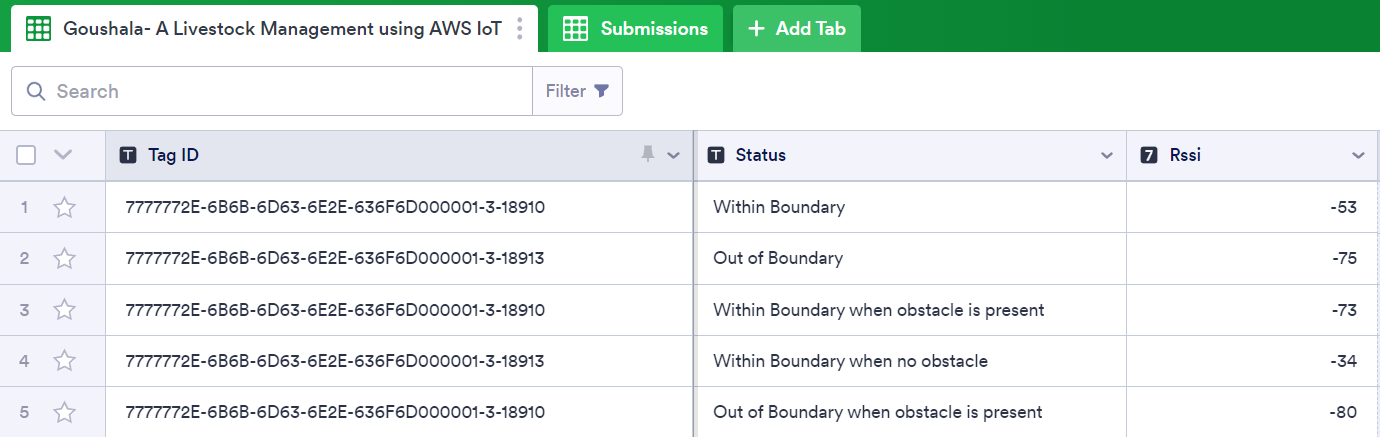 Goushala- A Livestock Management using AWS IoT Submissions + Add Tab
Search Filter
T Tag ID T Status 7 Rssi
1 7777772E-6B6B-6D63-6E2E-636F6D000001-3-18910 Within Boundary -53
2 7777772E-6B6B-6D63-6E2E-636F6D000001-3-18913 Out of Boundary -75
3 7777772E-6B6B-6D63-6E2E-636F6D000001-3-18910 Within Boundary when obstacle is present -73
4 7777772E-6B6B-6D63-6E2E-636F6D000001-3-18913 Within Boundary when no obstacle -34
5 7777772E-6B6B-6D63-6E2E-636F6D000001-3-18910 Out of Boundary when obstacle is present -80